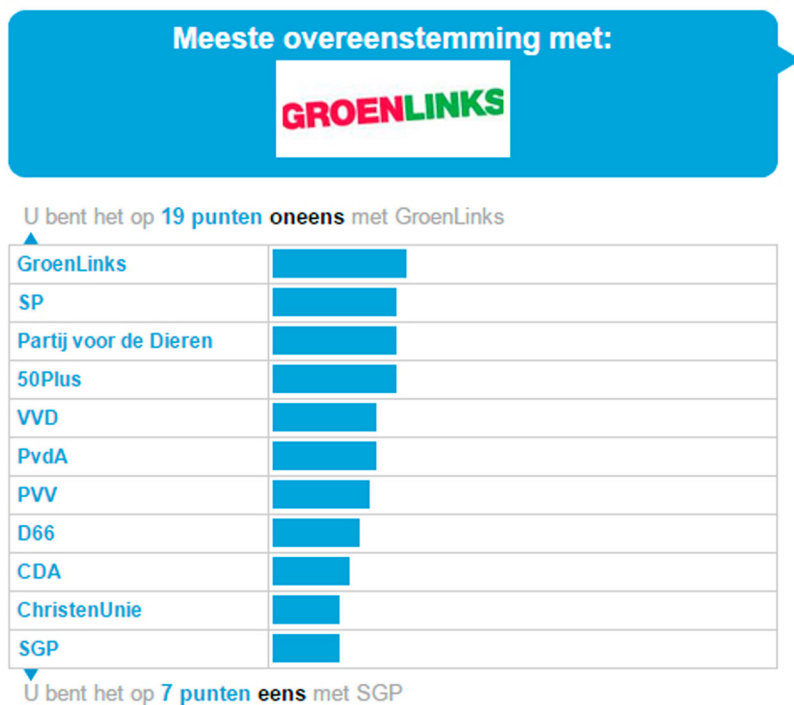 Meeste overeenstemming met:
GROENLINKS
U bent het op 19 punten oneens met GroenLinks
GroenLinks
SP
Partij voor de Dieren
50Plus
VVD
PvdA
PVV
D66
CDA
ChristenUnie
SGP
U bent het op 7 punten eens met SGP